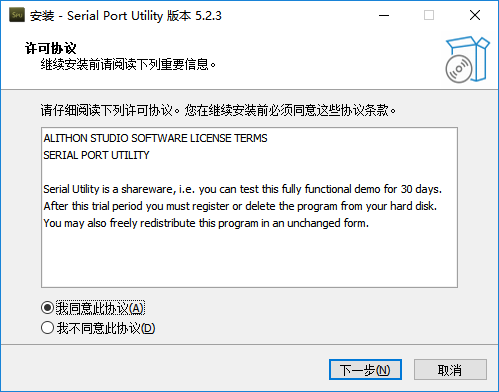 安装 - Serial Port Utility 版本 5.2.3
许可协议
继续安装前请阅读下列重要信息。
请仔细阅读下列许可协议。您在继续安装前必须同意这些协议条款。
ALITHON STUDIO SOFTWARE LICENSE TERMS
SERIAL PORT UTILITY
Serial Utility is a shareware, i.e. you can test this fully functional demo for 30 days.
After this trial period you must register or delete the program from your hard disk.
You may also freely redistribute this program in an unchanged form.
我同意此协议(A)
我不同意此协议(D)
下一步(N)
取消